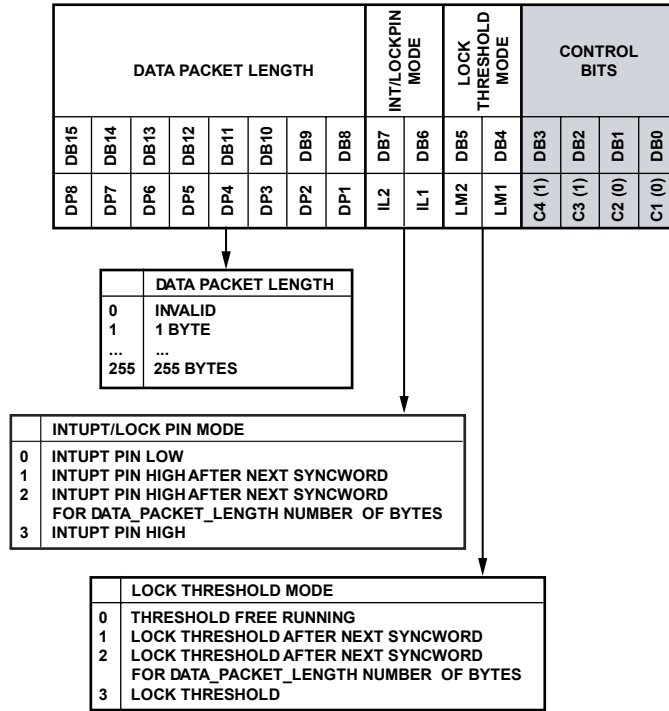 DATA PACKET LENGTH
INT/LOCKPIN
MODE
LOCK
THRESHOLD
MODE
CONTROL
BITS
DB15 DB14 DB13 DB12 DB11 DB10 DB9 DB8 DB7 DB6 DB5 DB4 DB3 DB2 DB1 DB0
DP8 DP7 DP6 DP5 DP4 DP3 DP2 DP1 IL2 IL1 LM2 LM1 C4 (1) C3 (1) C2 (0) C1 (0)
DATA PACKET LENGTH
0 INVALID
1 1 BYTE
... ...
255 255 BYTES
INTUPT/LOCK PIN MODE
0 INTUPT PIN LOW
1 INTUPT PIN HIGH AFTER NEXT SYNCWORD
2 INTUPT PIN HIGH AFTER NEXT SYNCWORD
FOR DATA_PACKET_LENGTH NUMBER OF BYTES
3 INTUPT PIN HIGH
LOCK THRESHOLD MODE
0 THRESHOLD FREE RUNNING
1 LOCK THRESHOLD AFTER NEXT SYNCWORD
2 LOCK THRESHOLD AFTER NEXT SYNCWORD
FOR DATA_PACKET_LENGTH NUMBER OF BYTES
3 LOCK THRESHOLD